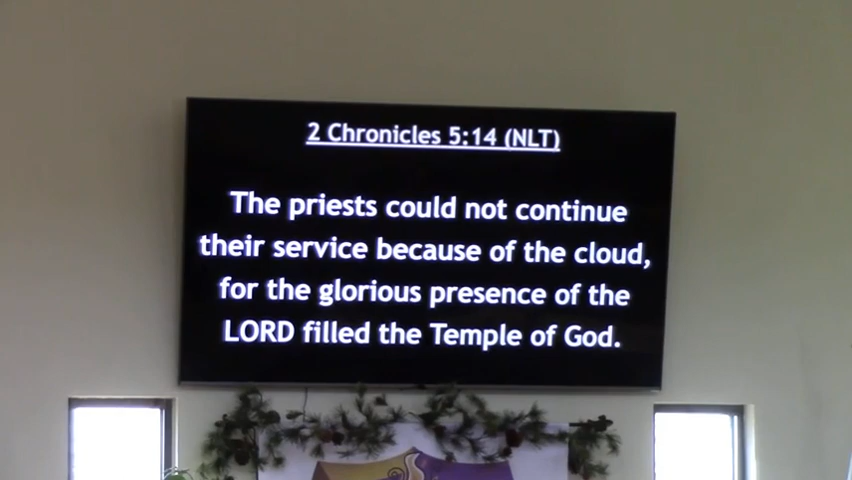 2 Chronicles 5:14 (NLT)
The priests could not continue
their service because of the cloud,
for the glorious presence of the
LORD filled the Temple of God.